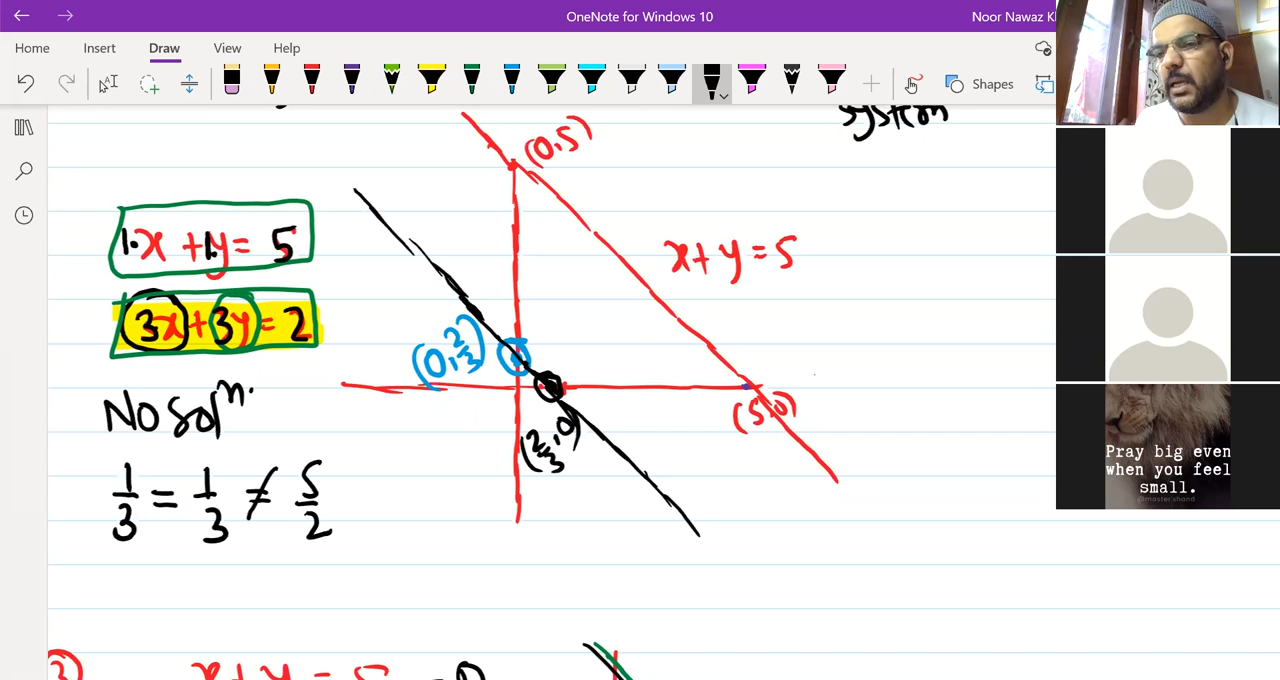 OneNote for Windows 10
Noor Nawaz K
Home Insert Draw View Help
Shapes
system
(0,5)
1.x + 1.y = 5
x + y = 5
3x + 3y = 2
(0, 2/3)
(5,0)
(2/3, 0)
No Solⁿ.
1/3 = 1/3 ≠ 5/2
x + y = 5
Pray big even
when you feel
small.